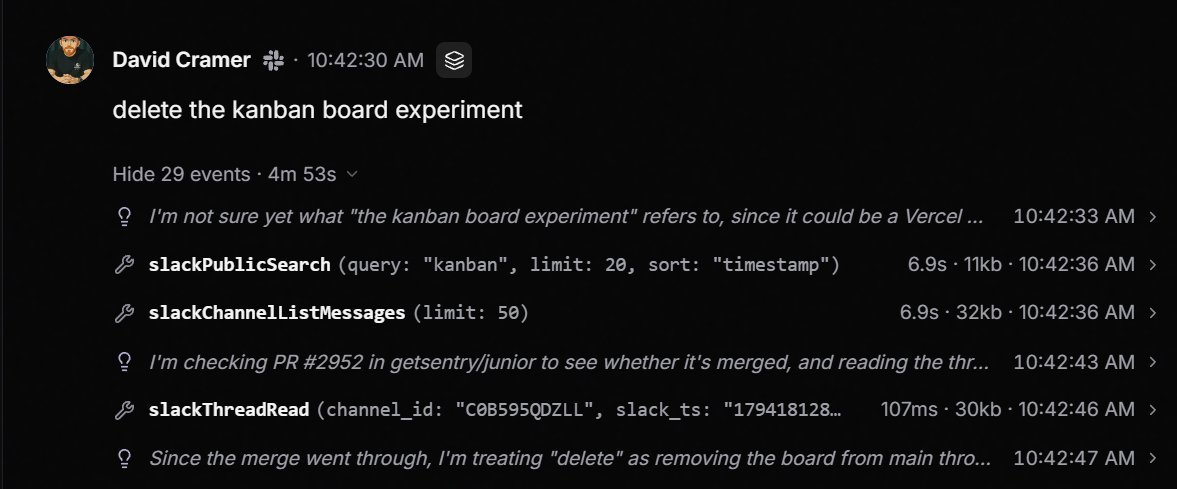 David Cramer · 10:42:30 AM
delete the kanban board experiment
Hide 29 events · 4m 53s
I'm not sure yet what "the kanban board experiment" refers to, since it could be a Vercel ... 10:42:33 AM
slackPublicSearch (query: "kanban", limit: 20, sort: "timestamp") 6.9s · 11kb · 10:42:36 AM
slackChannelListMessages (limit: 50) 6.9s · 32kb · 10:42:36 AM
I'm checking PR #2952 in getsentry/junior to see whether it's merged, and reading the thr... 10:42:43 AM
slackThreadRead (channel_id: "C0B595QDZLL", slack_ts: "179418128… 107ms · 30kb · 10:42:46 AM
Since the merge went through, I'm treating "delete" as removing the board from main thro... 10:42:47 AM